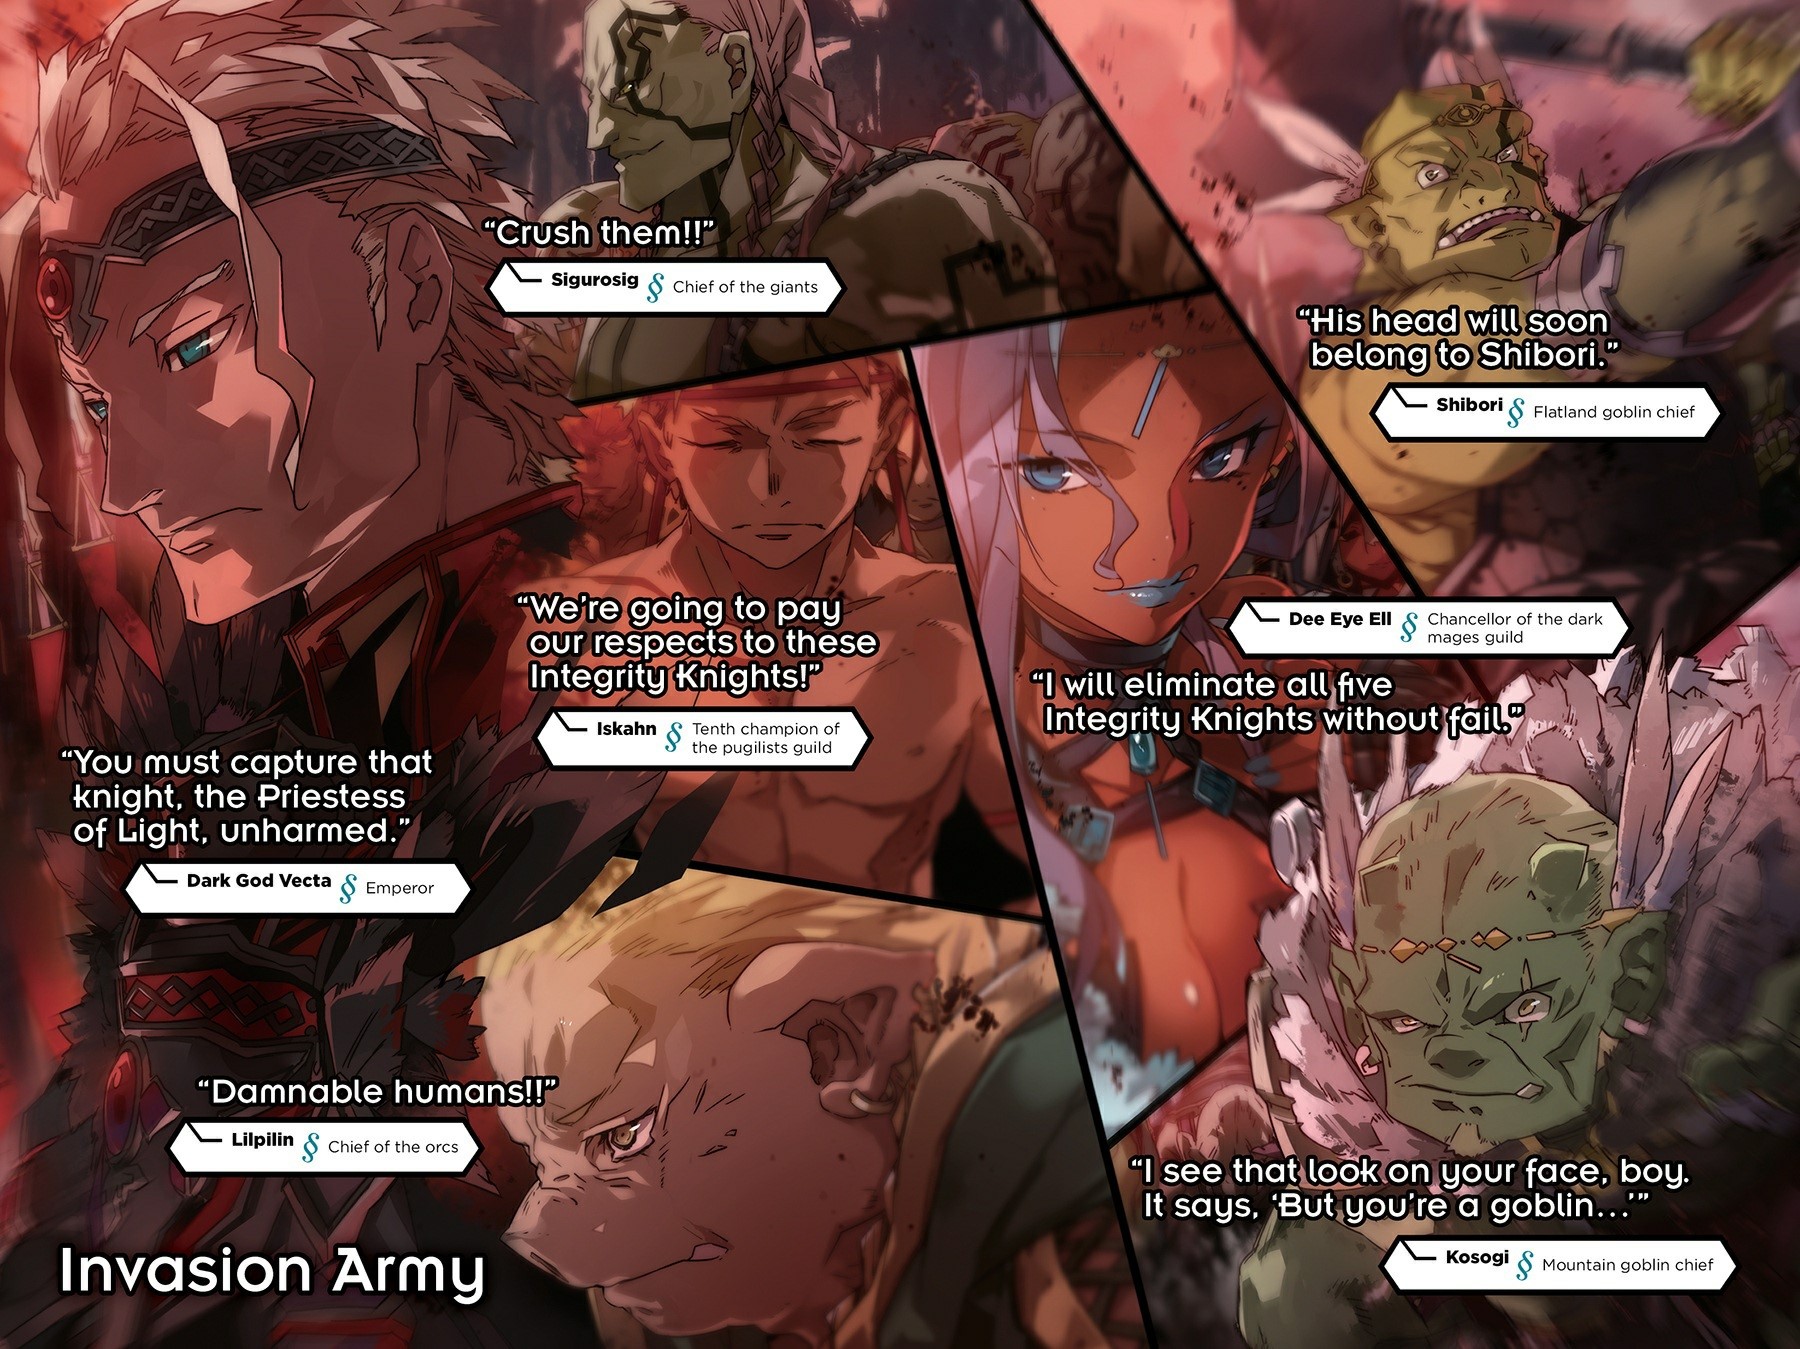 “Crush them!!”
Sigurosig § Chief of the giants
“His head will soon
belong to Shibori.”
Shibori § Flatland goblin chief
“We’re going to pay
our respects to these
Integrity Knights!”
Iskahn § Tenth champion of
the pugilists guild
Dee Eye Ell § Chancellor of the dark
mages guild
“I will eliminate all five
Integrity Knights without fail.”
“You must capture that
knight, the Priestess
of Light, unharmed.”
Dark God Vecta § Emperor
“Damnable humans!!”
Lilpilin § Chief of the orcs
“I see that look on your face, boy.
It says, ‘But you’re a goblin...’”
Kosogi § Mountain goblin chief
Invasion Army